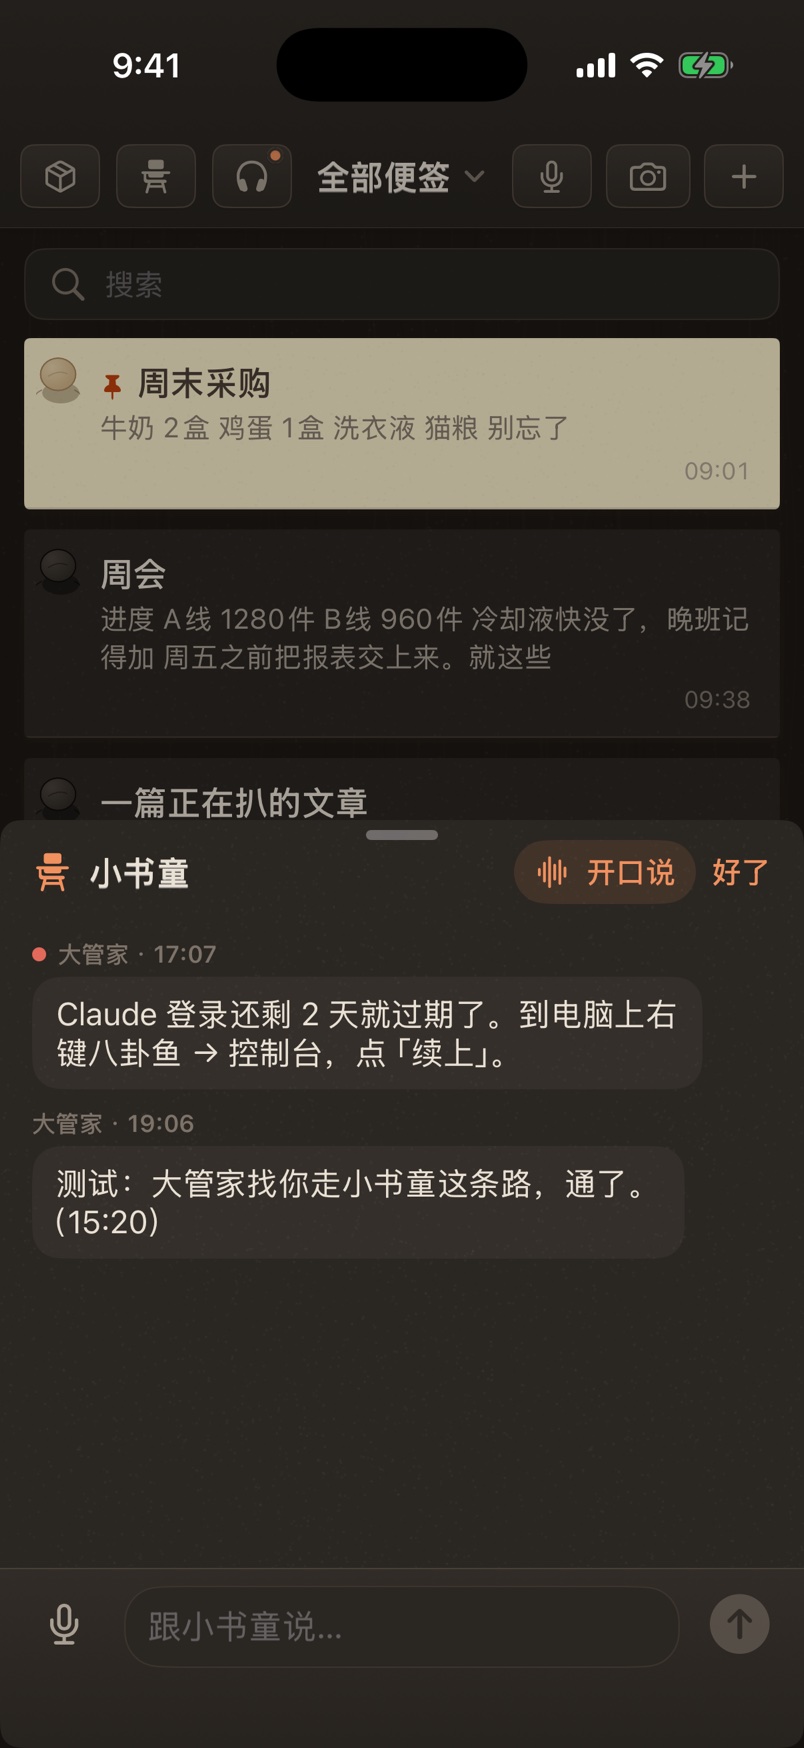 9:41
全部便签
搜索
周末采购
牛奶 2盒 鸡蛋 1盒 洗衣液 猫粮 别忘了
09:01
周会
进度 A线 1280件 B线 960件 冷却液快没了，晚班记
得加 周五之前把报表交上来。就这些
09:38
一篇正在扒的文章
小书童
开口说
好了
大管家 · 17:07
Claude 登录还剩 2 天就过期了。到电脑上右
键八卦鱼 → 控制台，点「续上」。
大管家 · 19:06
测试：大管家找你走小书童这条路，通了。
(15:20)
跟小书童说...